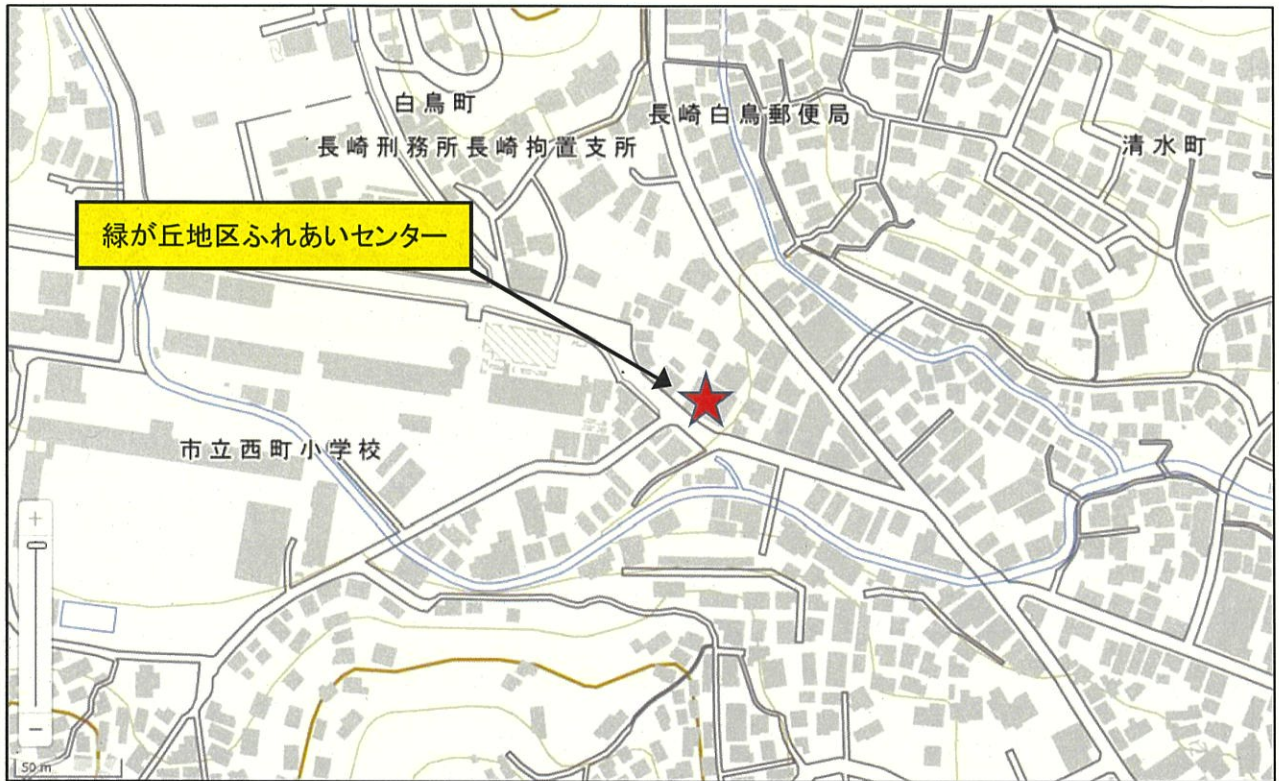 白鳥町
長崎白鳥郵便局
長崎刑務所長崎拘置支所
清水町
緑が丘地区ふれあいセンター
市立西町小学校
+
−
50 m